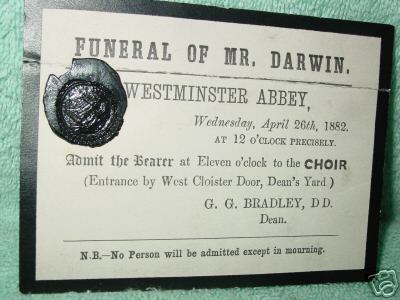 FUNERAL OF MR. DARWIN.
WESTMINSTER ABBEY,
Wednesday, April 26th, 1882.
AT 12 O'CLOCK PRECISELY.
Admit the Bearer at Eleven o'clock to the CHOIR
(Entrance by West Cloister Door, Dean's Yard )
G. G. BRADLEY, D D.
Dean.
N.B.—No Person will be admitted except in mourning.